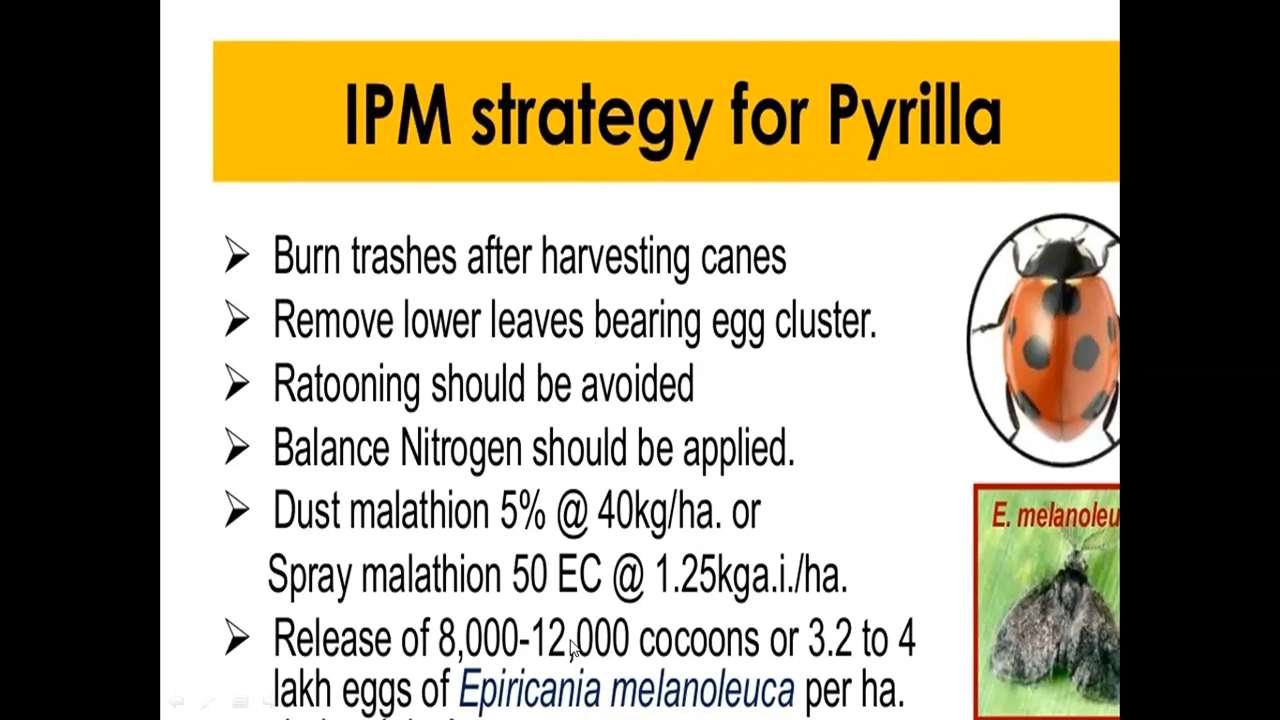 IPM strategy for Pyrilla
Burn trashes after harvesting canes
Remove lower leaves bearing egg cluster.
Ratooning should be avoided
Balance Nitrogen should be applied.
Dust malathion 5% @ 40kg/ha. or
Spray malathion 50 EC @ 1.25kga.i./ha.
Release of 8,000-12,000 cocoons or 3.2 to 4
lakh eggs of Epiricania melanoleuca per ha.
E. melanoleu